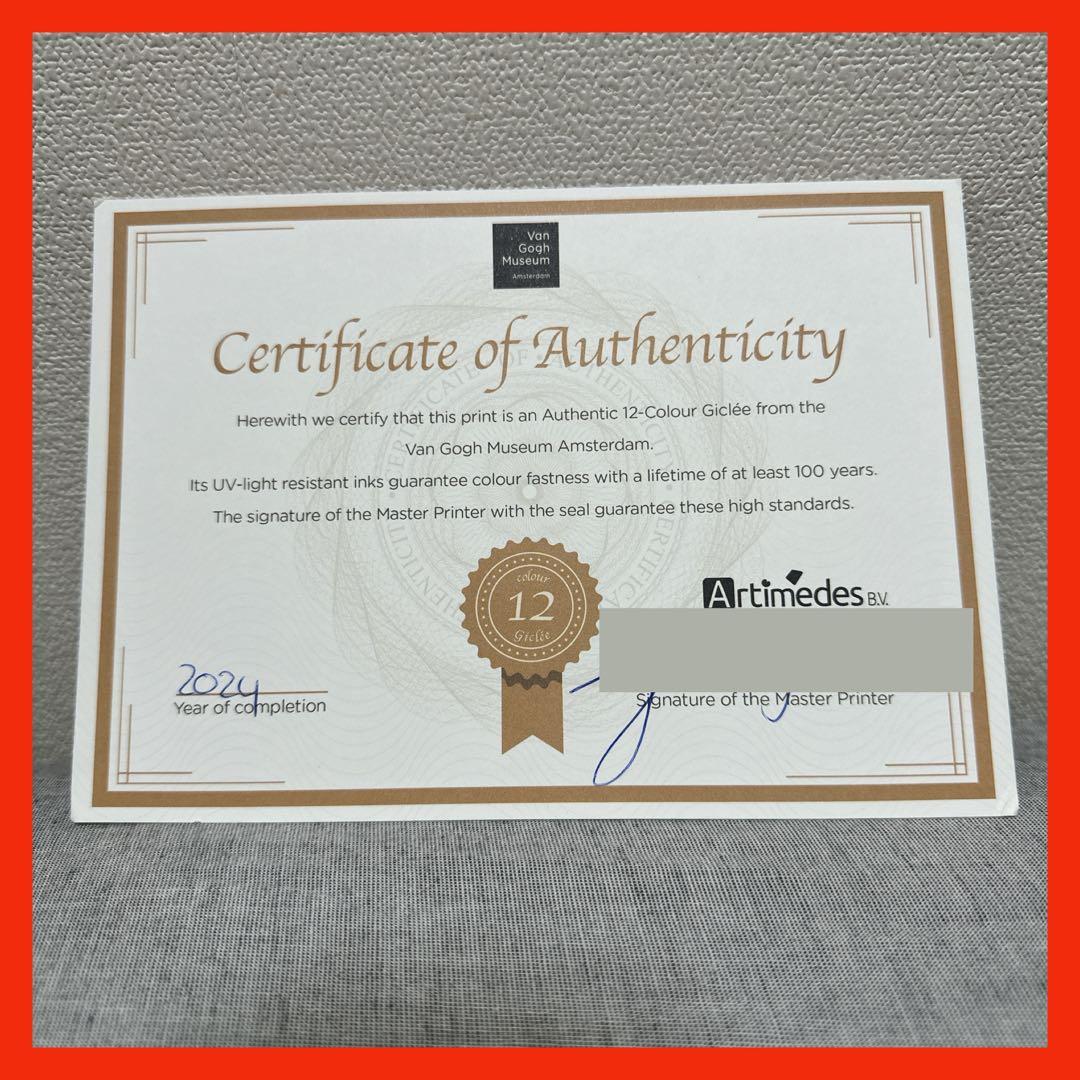 Van
Gogh
Museum
Amsterdam
Certificate of Authenticity
Herewith we certify that this print is an Authentic 12-Colour Giclée from the
Van Gogh Museum Amsterdam.
Its UV-light resistant inks guarantee colour fastness with a lifetime of at least 100 years.
The signature of the Master Printer with the seal guarantee these high standards.
colour
12
Giclée
Artimedes B.V.
2024
Year of completion
Signature of the Master Printer